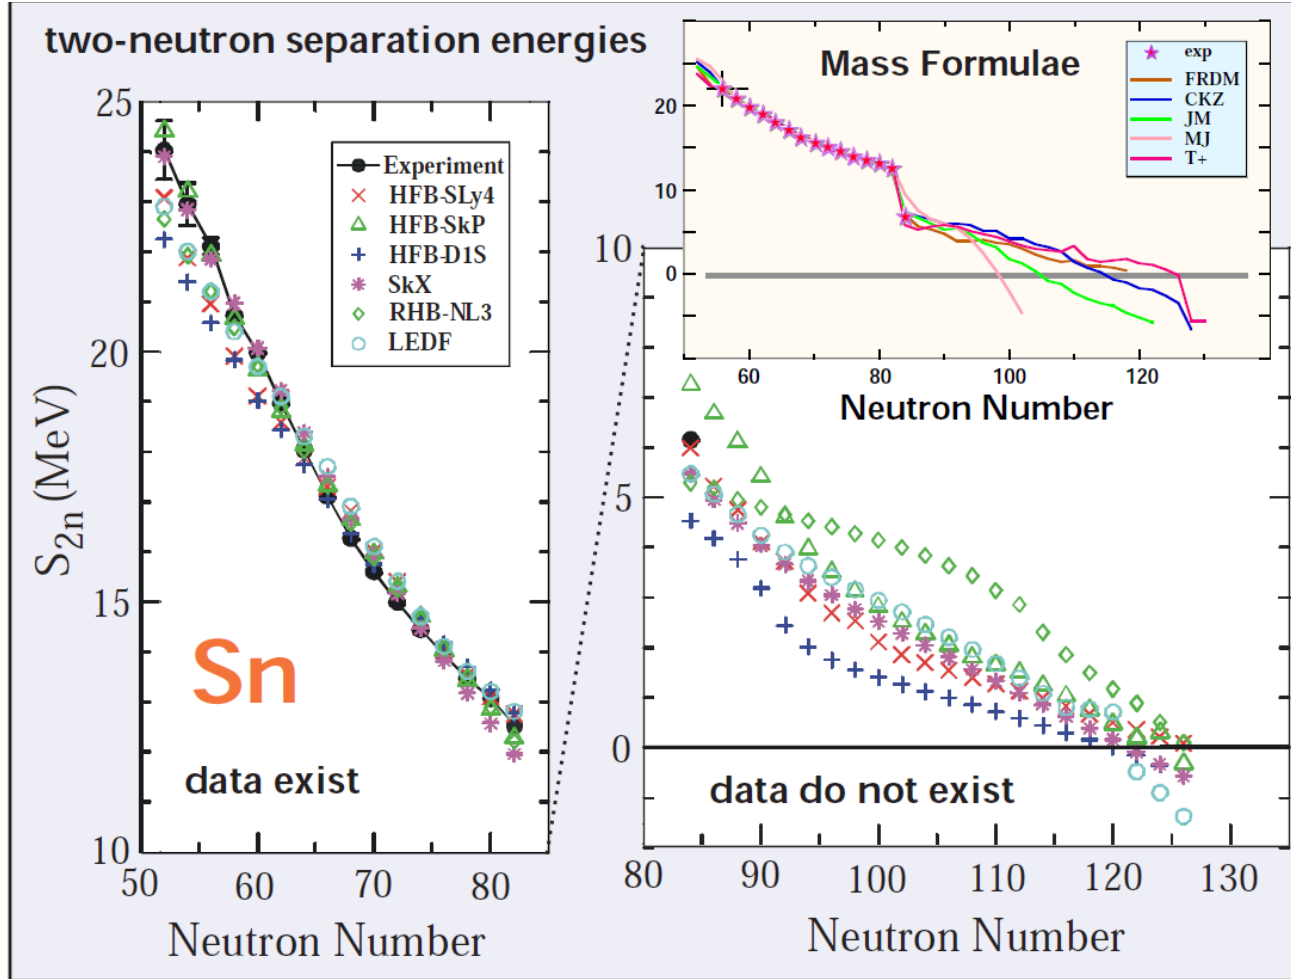 two-neutron separation energies
25
20
15
10
S2n (MeV)
Experiment
HFB-SLy4
HFB-SkP
HFB-D1S
SkX
RHB-NL3
LEDF
Sn
data exist
50 60 70 80
Neutron Number
Mass Formulae
exp
FRDM
CKZ
JM
MJ
T+
20
10
0
60 80 100 120
Neutron Number
10
5
0
data do not exist
80 90 100 110 120 130
Neutron Number